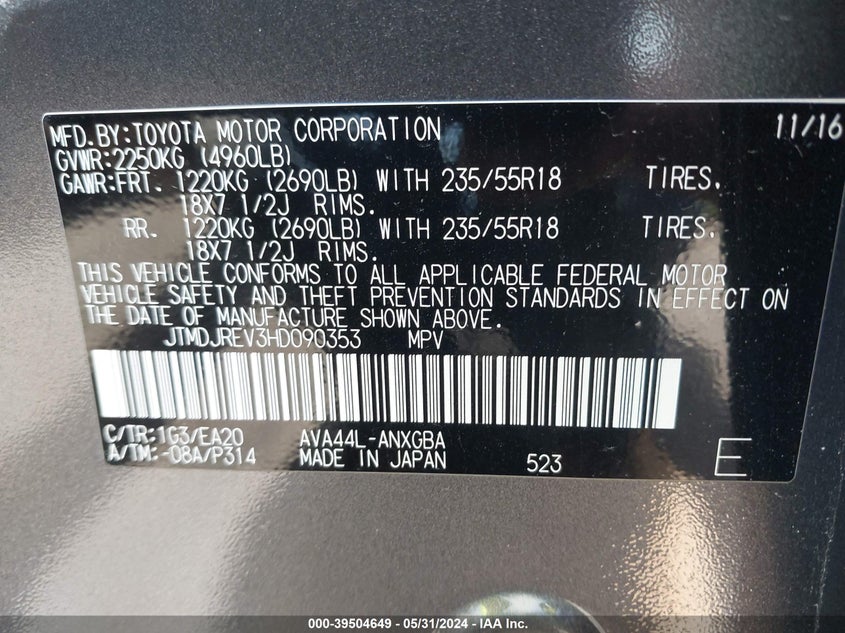 MFD.BY:TOYOTA MOTOR CORPORATION 11/16
GVWR:2250KG (4960LB)
GAWR:FRT. 1220KG (2690LB) WITH 235/55R18 TIRES.
18X7 1/2J RIMS.
RR. 1220KG (2690LB) WITH 235/55R18 TIRES.
18X7 1/2J RIMS.
THIS VEHICLE CONFORMS TO ALL APPLICABLE FEDERAL MOTOR
VEHICLE SAFETY AND THEFT PREVENTION STANDARDS IN EFFECT ON
THE DATE OF MANUFACTURE SHOWN ABOVE.
JTMDJREV3HD090353 MPV
C/TR:1G3/EA20 AVA44L-ANXGBA
A/TM:-08A/P314 MADE IN JAPAN 523 E
000-39504649 - 05/31/2024 - IAA Inc.